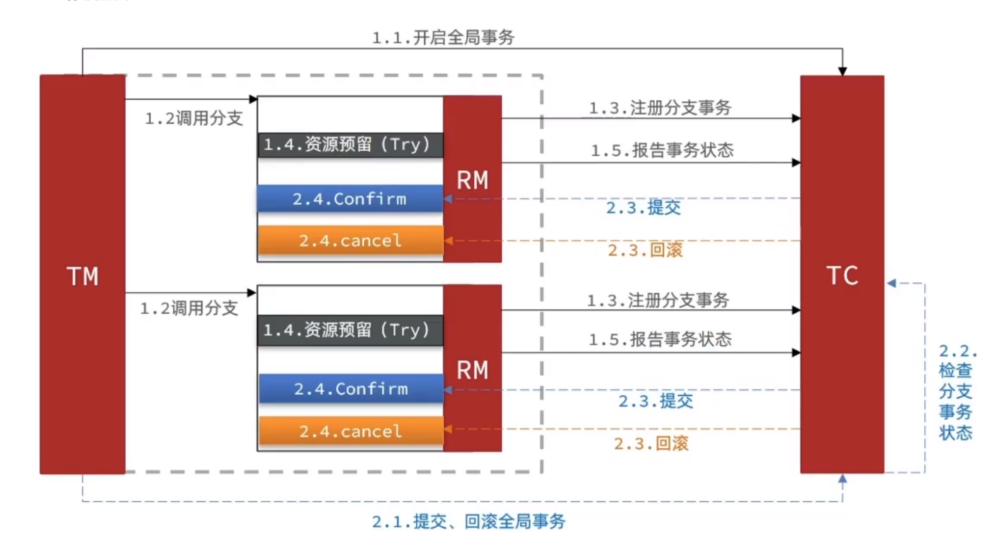 1.1.开启全局事务
1.2调用分支
1.3.注册分支事务
1.4.资源预留（Try）
1.5.报告事务状态
RM
2.4.Confirm
2.3.提交
2.4.cancel
2.3.回滚
TM
TC
1.2调用分支
1.3.注册分支事务
1.4.资源预留（Try）
1.5.报告事务状态
RM
2.4.Confirm
2.3.提交
2.4.cancel
2.3.回滚
2.2.
检查
分支
事务
状态
2.1.提交、回滚全局事务